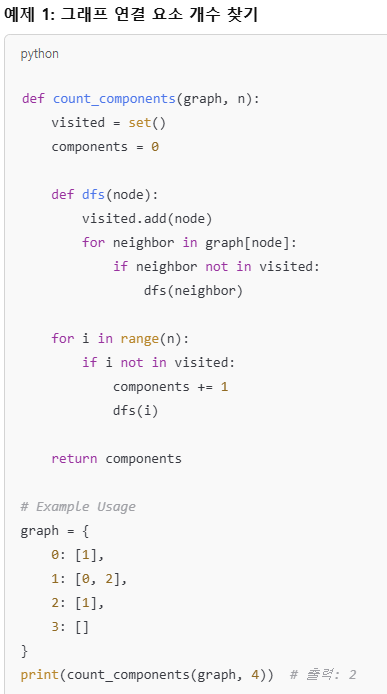 예제 1: 그래프 연결 요소 개수 찾기
python
def count_components(graph, n):
    visited = set()
    components = 0
    def dfs(node):
        visited.add(node)
        for neighbor in graph[node]:
            if neighbor not in visited:
                dfs(neighbor)
    for i in range(n):
        if i not in visited:
            components += 1
            dfs(i)
    return components
# Example Usage
graph = {
    0: [1],
    1: [0, 2],
    2: [1],
    3: []
}
print(count_components(graph, 4))  # 출력: 2